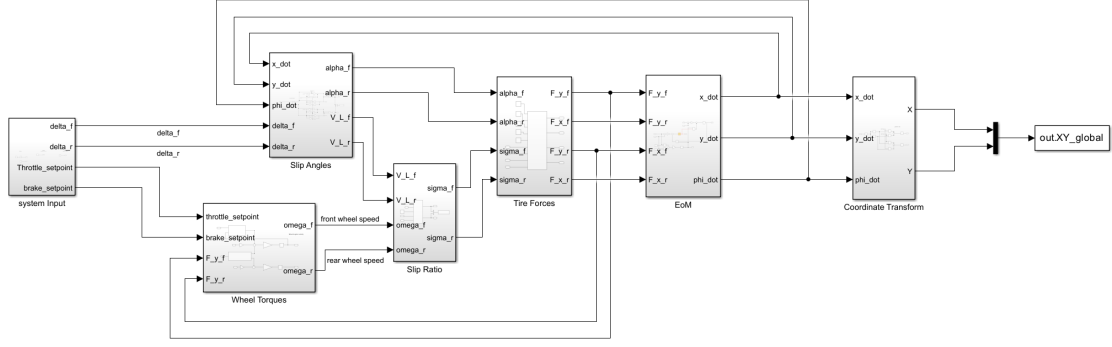 delta_f
delta_r
Throttle_setpoint
brake_setpoint
system Input
delta_f
delta_r
x_dot
y_dot
phi_dot
delta_f
delta_r
alpha_f
alpha_r
V_L_f
V_L_r
Slip Angles
throttle_setpoint
brake_setpoint
F_y_f
F_y_r
omega_f
omega_r
Wheel Torques
front wheel speed
rear wheel speed
V_L_f
V_L_r
omega_f
omega_r
sigma_f
sigma_r
Slip Ratio
alpha_f
alpha_r
sigma_f
sigma_r
F_y_f
F_x_f
F_y_r
F_x_r
Tire Forces
F_y_f
F_y_r
F_x_f
F_x_r
x_dot
y_dot
phi_dot
EoM
x_dot
y_dot
phi_dot
X
Y
Coordinate Transform
out.XY_global